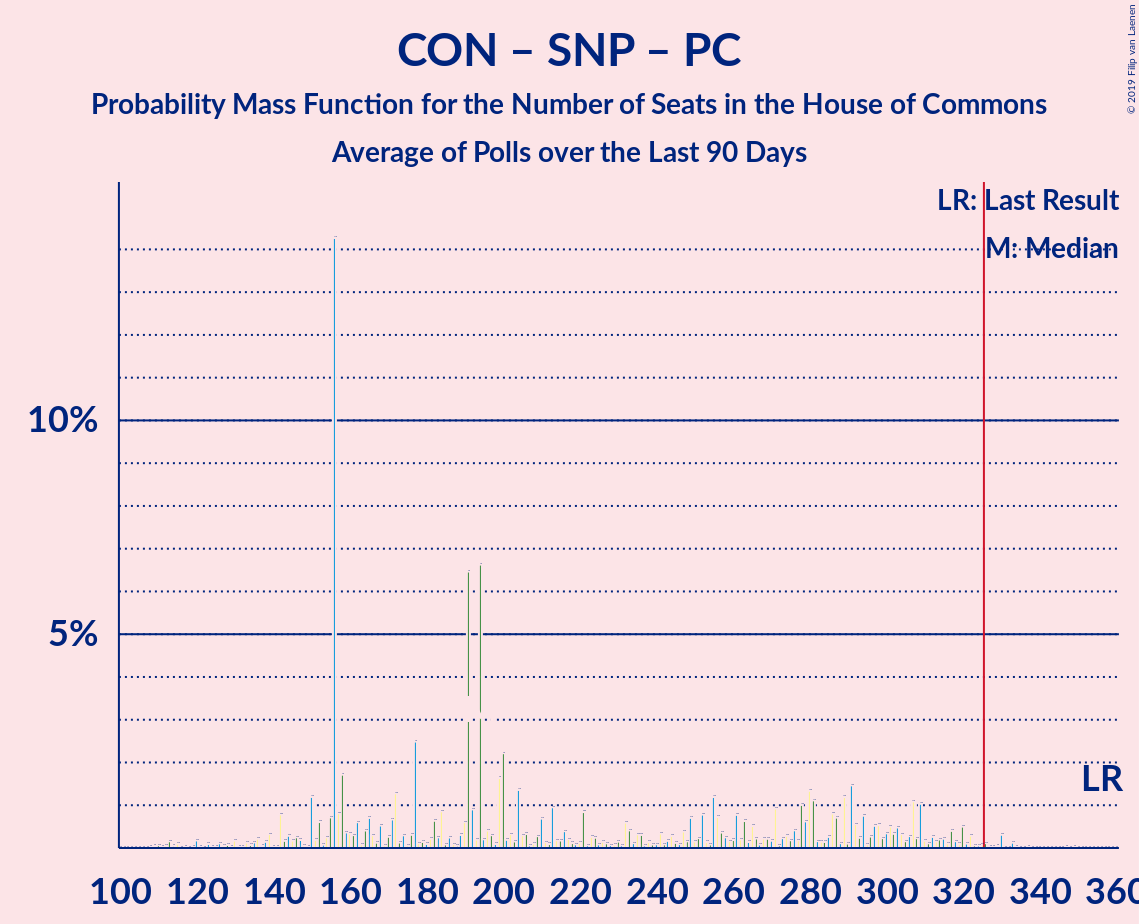 CON – SNP – PC
Probability Mass Function for the Number of Seats in the House of Commons
Average of Polls over the Last 90 Days
© 2019 Filip van Laenen
LR: Last Result
M: Median
10%
5%
LR
100 120 140 160 180 200 220 240 260 280 300 320 340 360